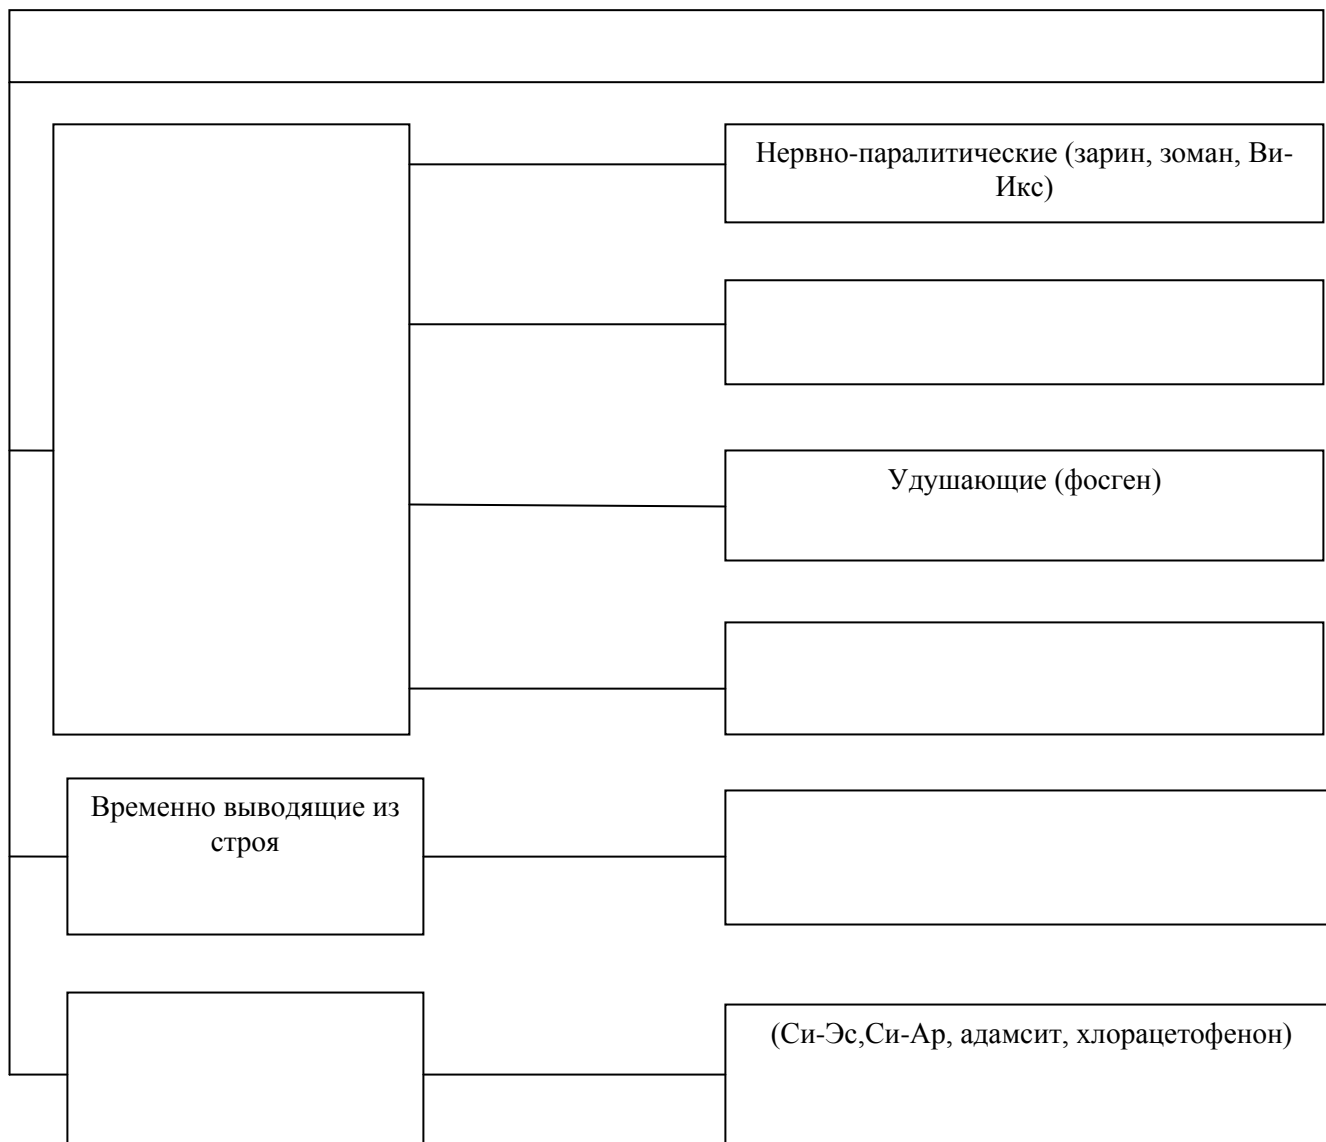 Нервно-паралитические (зарин, зоман, Ви-
Икс)
Удушающие (фосген)
Временно выводящие из
строя
(Си-Эс,Си-Ар, адамсит, хлорацетофенон)